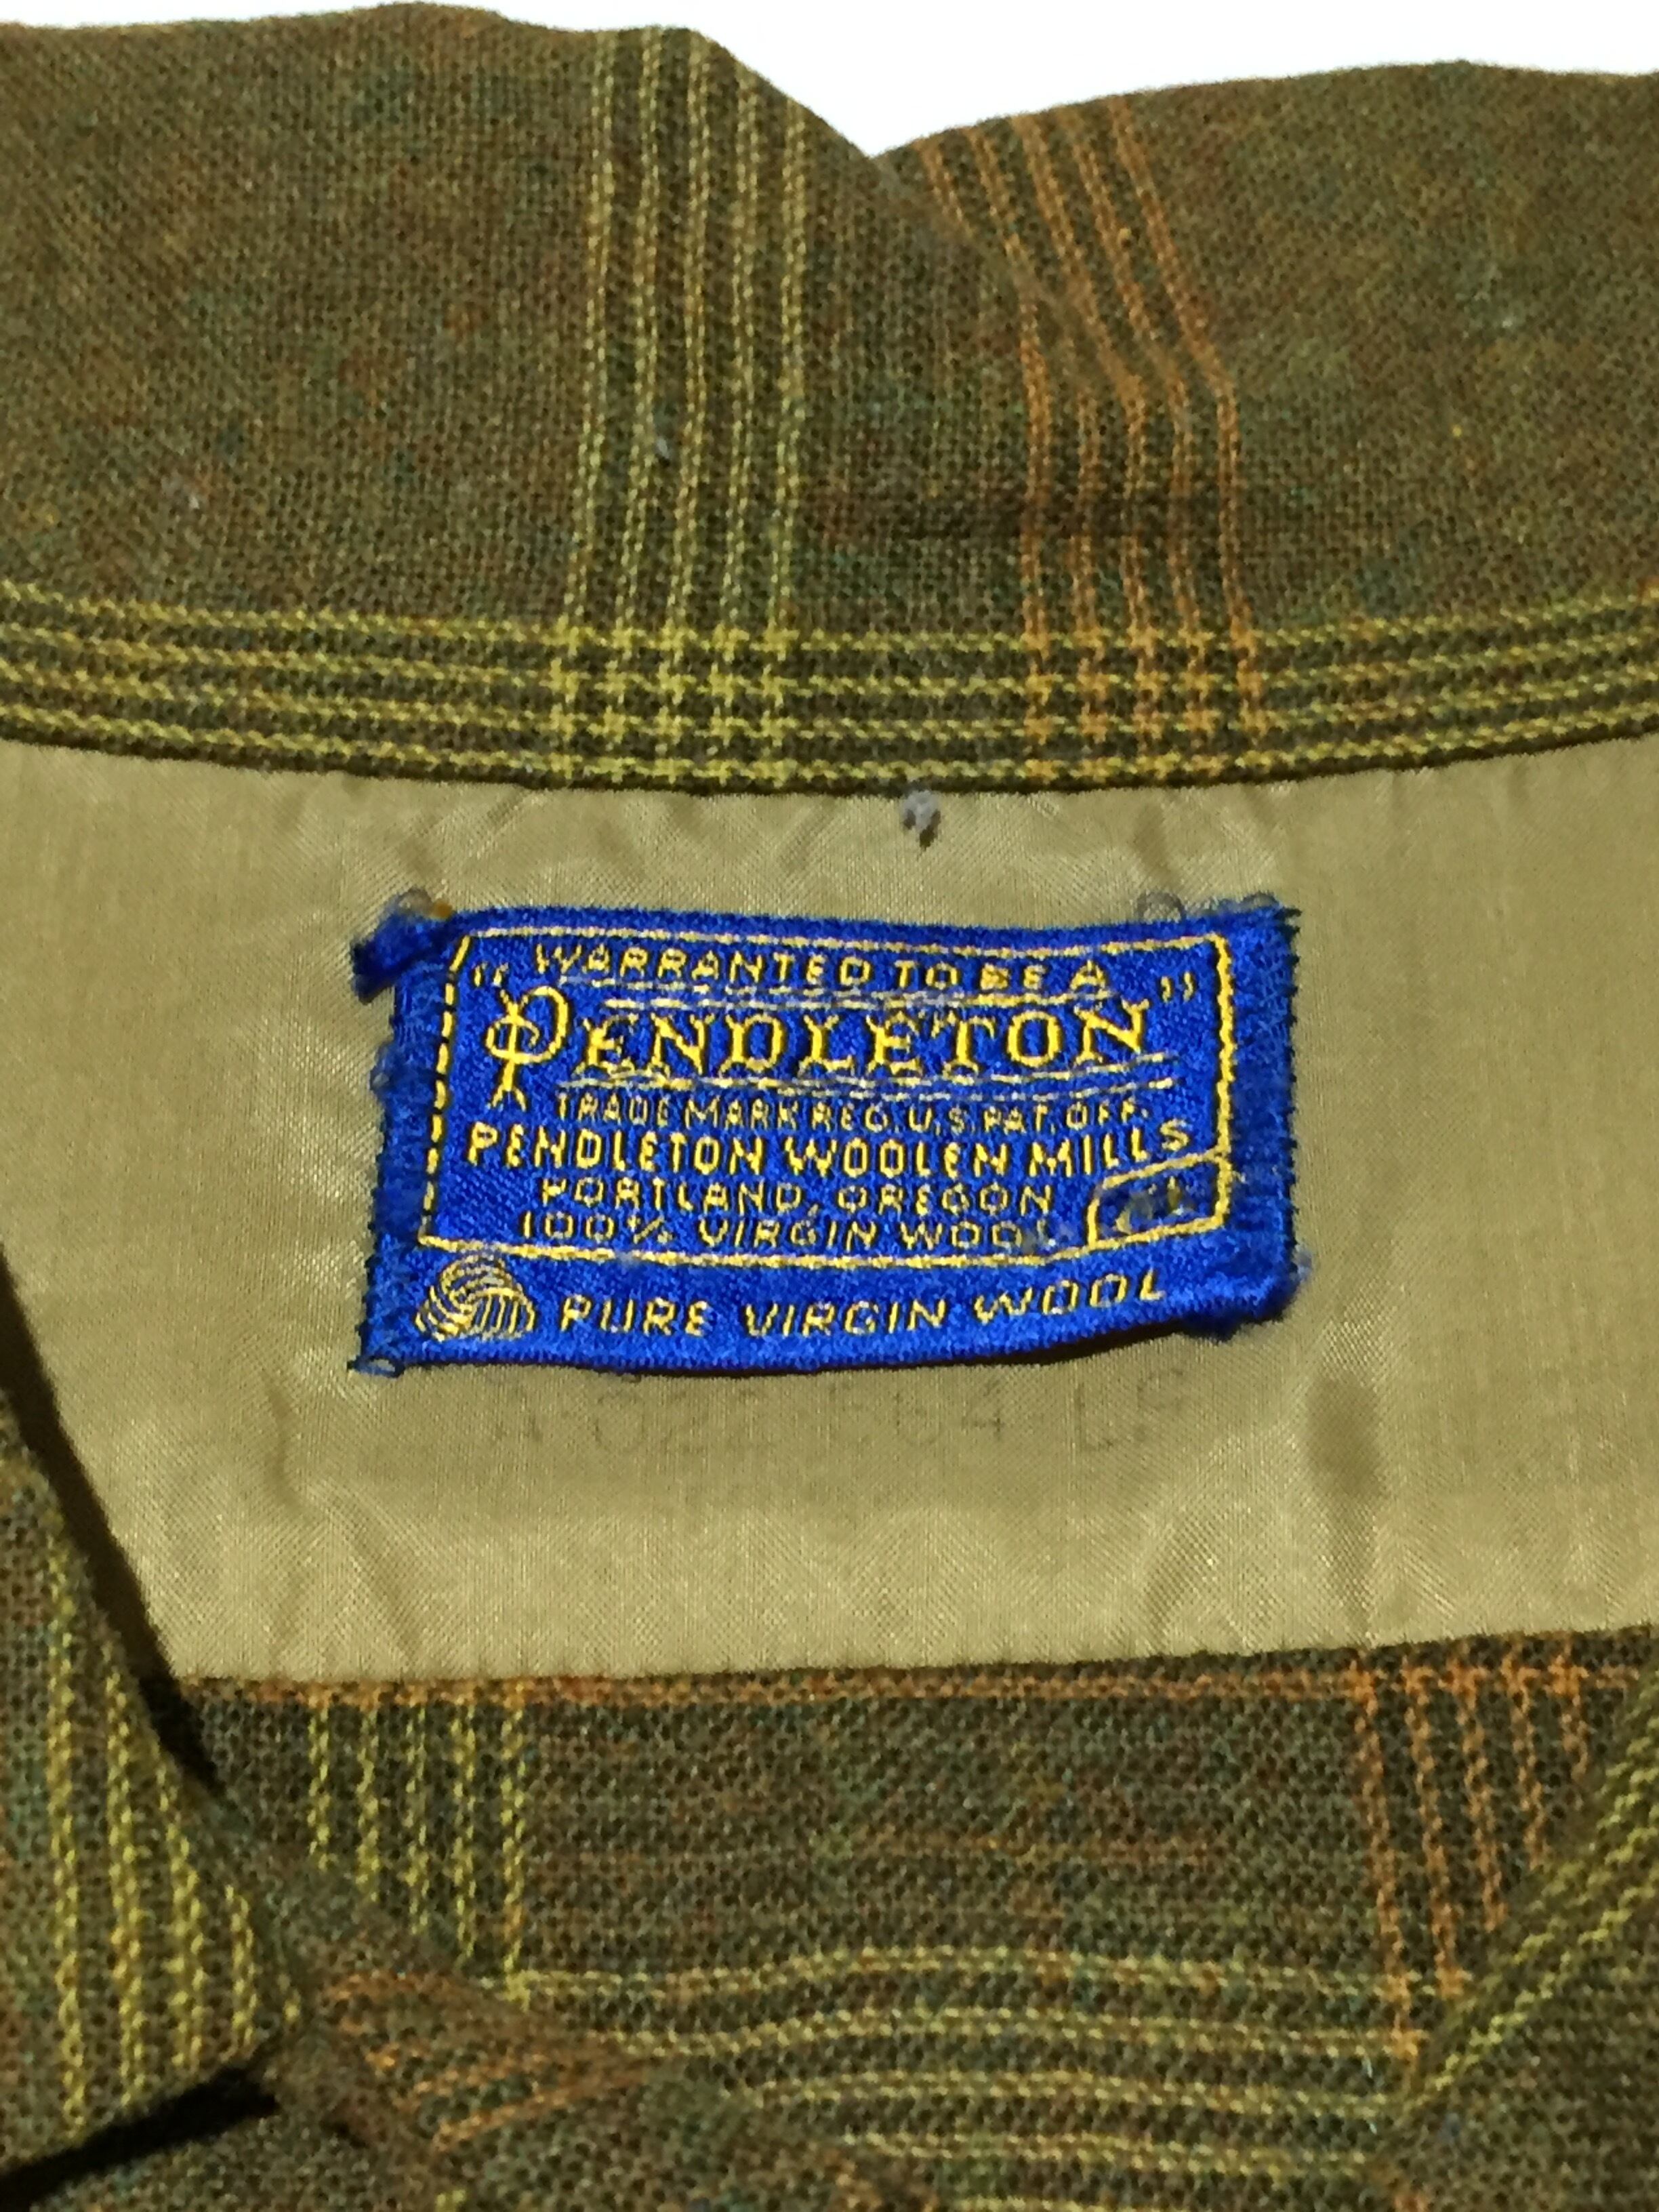 WARRANTED TO BE A
"PENDLETON"
TRADE MARK REG. U.S. PAT. OFF.
PENDLETON WOOLEN MILLS
PORTLAND, OREGON
100% VIRGIN WOOL
PURE VIRGIN WOOL